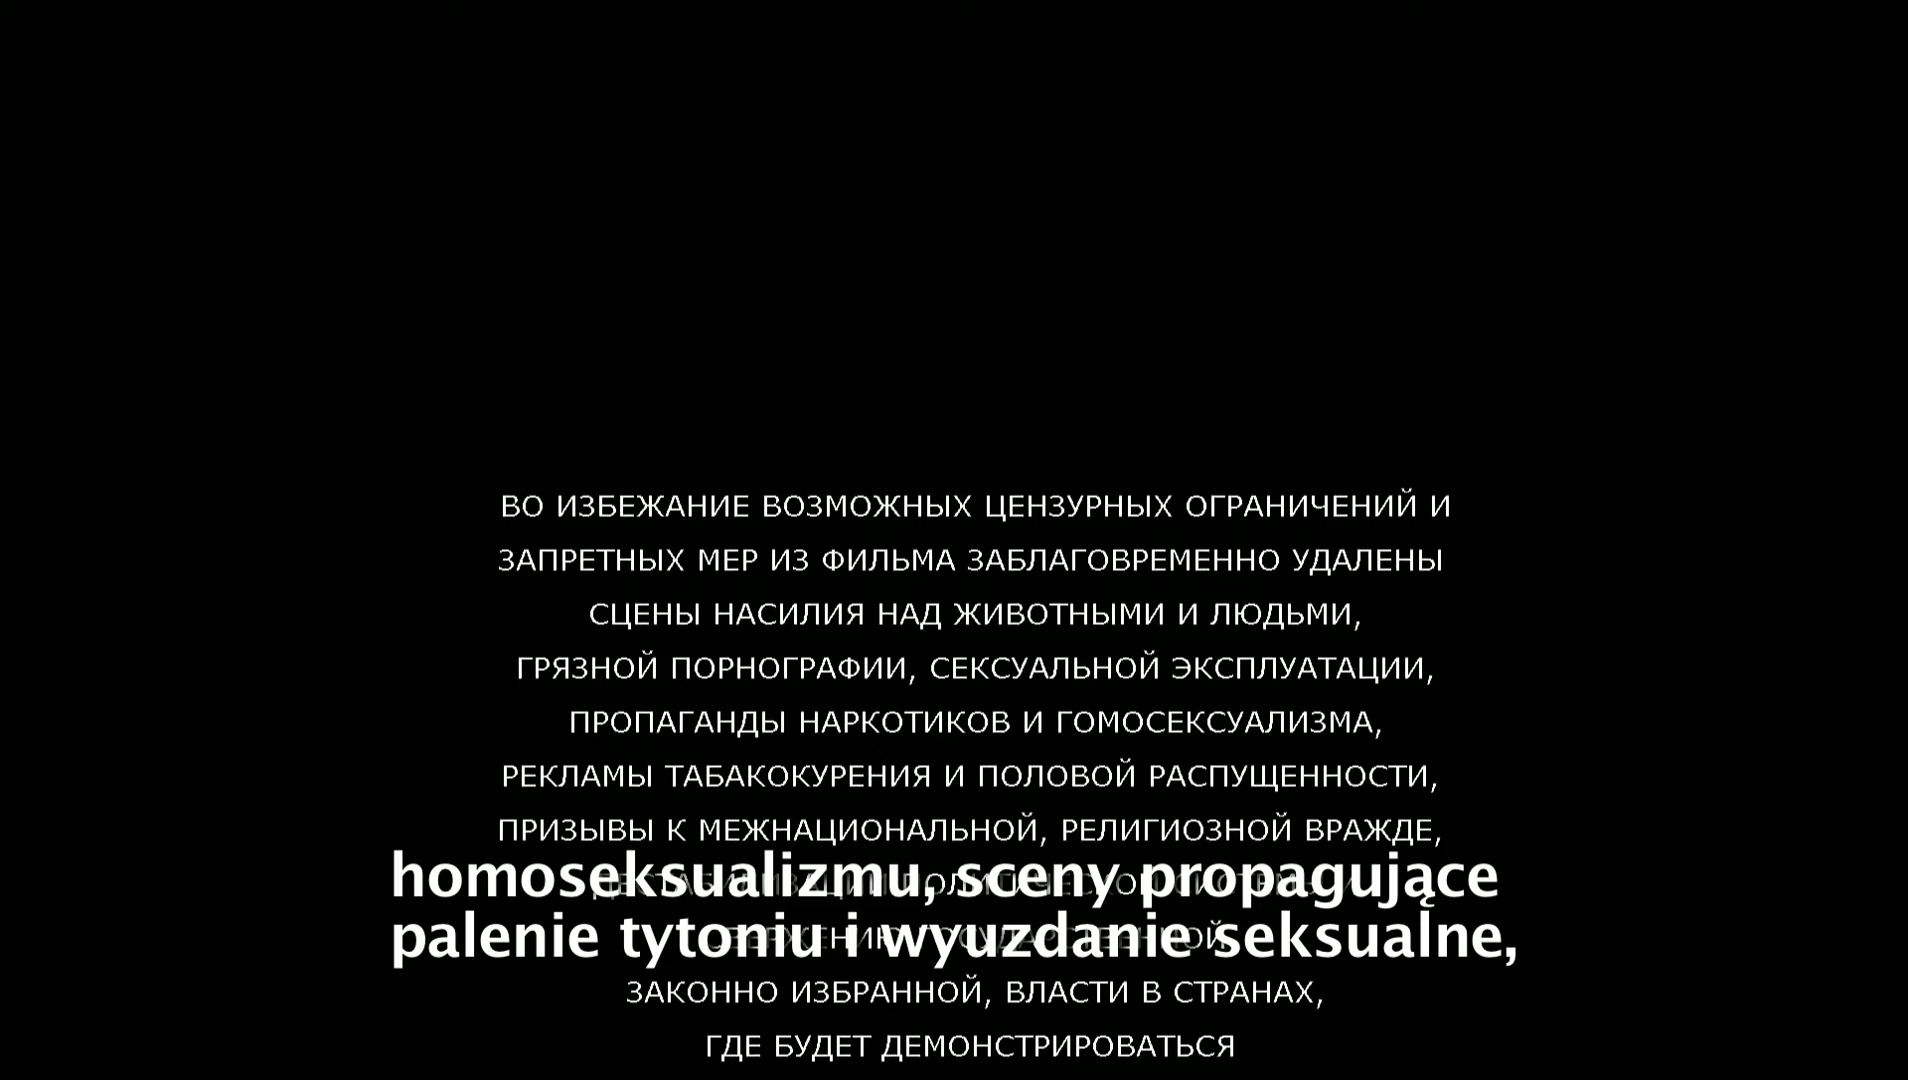 ВО ИЗБЕЖАНИЕ ВОЗМОЖНЫХ ЦЕНЗУРНЫХ ОГРАНИЧЕНИЙ И
ЗАПРЕТНЫХ МЕР ИЗ ФИЛЬМА ЗАБЛАГОВРЕМЕННО УДАЛЕНЫ
СЦЕНЫ НАСИЛИЯ НАД ЖИВОТНЫМИ И ЛЮДЬМИ,
ГРЯЗНОЙ ПОРНОГРАФИИ, СЕКСУАЛЬНОЙ ЭКСПЛУАТАЦИИ,
ПРОПАГАНДЫ НАРКОТИКОВ И ГОМОСЕКСУАЛИЗМА,
РЕКЛАМЫ ТАБАКОКУРЕНИЯ И ПОЛОВОЙ РАСПУЩЕННОСТИ,
ПРИЗЫВЫ К МЕЖНАЦИОНАЛЬНОЙ, РЕЛИГИОЗНОЙ ВРАЖДЕ,
homoseksualizmu, sceny propagujące
palenie tytoniu i wyuzdanie seksualne,
ЗАКОННО ИЗБРАННОЙ, ВЛАСТИ В СТРАНАХ,
ГДЕ БУДЕТ ДЕМОНСТРИРОВАТЬСЯ